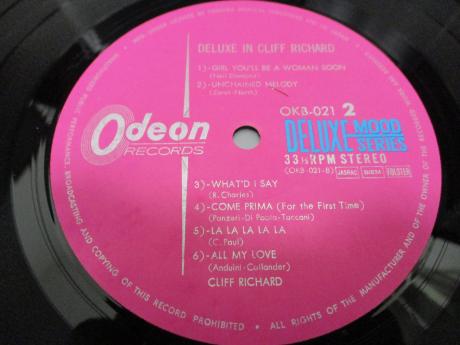 DELUXE IN CLIFF RICHARD
1)-GIRL YOU'LL BE A WOMAN SOON
(Neil Diamond)
2)-UNCHAINED MELODY
(Zaret-North)
OKB-021 2
Odeon
RECORDS
DELUXE MOOD SERIES
33⅓RPM STEREO
(OKB-021-B) JASRAC
3)-WHAT'D I SAY
(R. Charles)
4)-COME PRIMA (For the First Time)
(Panzeri-Di Paola-Taccani)
5)-LA LA LA LA LA
(C. Paul)
6)-ALL MY LOVE
(Anduini-Callander)
CLIFF RICHARD
ALL RIGHTS OF THE MANUFACTURER AND OF THE OWNER OF THE
PUBLIC PERFORMANCE, BROADCASTING AND COPYING OF THIS RECORD PROHIBITED